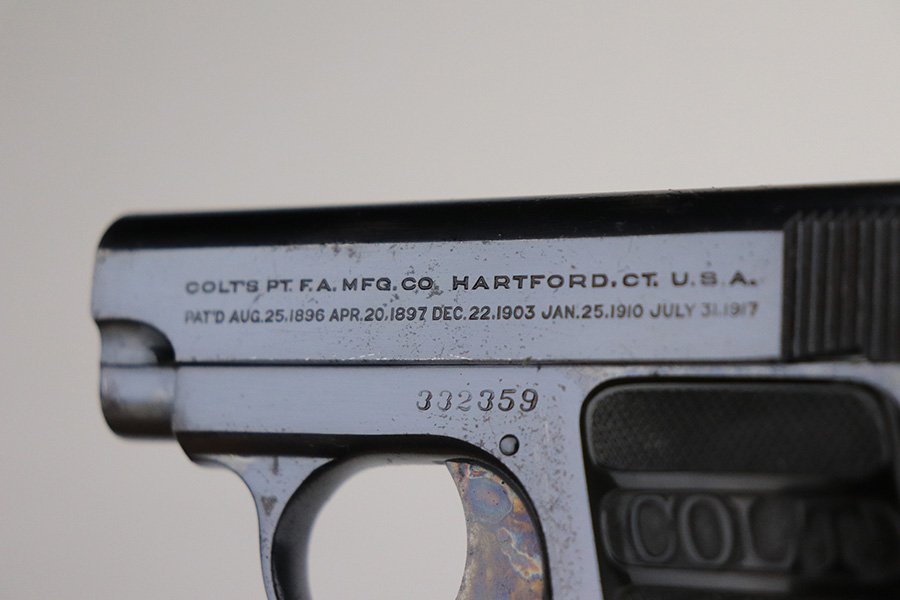 COLT'S PT. F. A. MFG. CO. HARTFORD, CT. U.S.A.
PAT'D AUG.25.1896 APR.20.1897 DEC.22.1903 JAN.25.1910 JULY 31.1917
332359
COLT